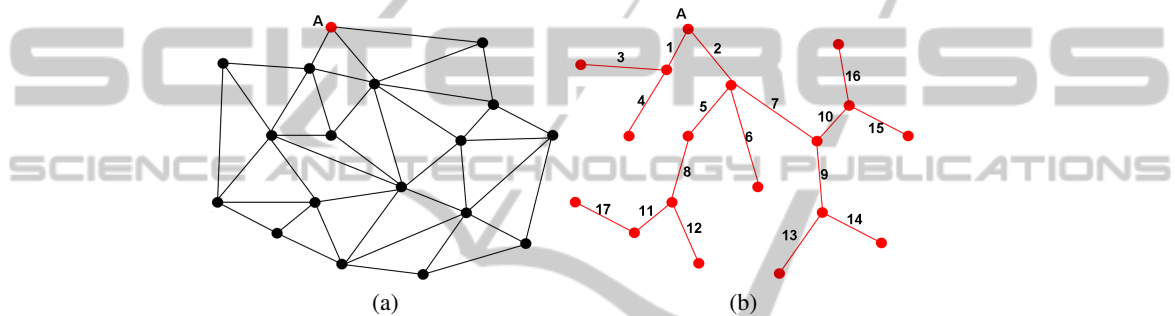 A
A
1
2
3
4
5
6
7
16
10
15
8
9
17
11
12
13
14
SCITEPRESS
SCIENCE AND TECHNOLOGY PUBLICATIONS
(a)
(b)